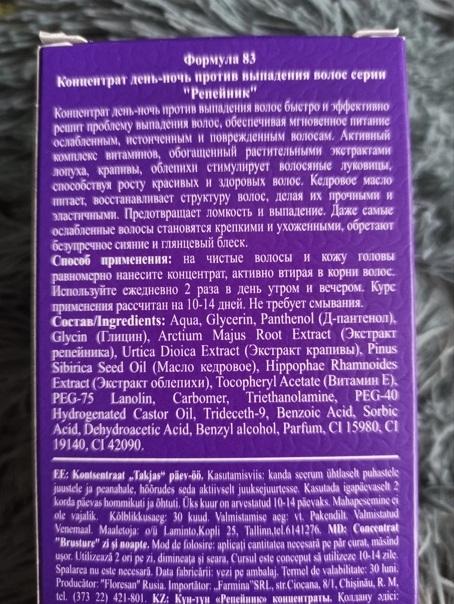 Формула 83
Концентрат день-ночь против выпадения волос серии
"Репейник"
Концентрат день-ночь против выпадения волос быстро и эффективно
решит проблему выпадения волос, обеспечивая мгновенное питание
ослабленным, истонченным и поврежденным волосам. Активный
комплекс витаминов, обогащенный растительными экстрактами
лопуха, крапивы, облепихи стимулирует волосяные луковицы,
способствуя росту красивых и здоровых волос. Кедровое масло
питает, восстанавливает структуру волос, делая их прочными и
эластичными. Предотвращает ломкость и выпадение. Даже самые
ослабленные волосы становятся крепкими и ухоженными, обретают
безупречное сияние и глянцевый блеск.
Способ применения: на чистые волосы и кожу головы
равномерно нанесите концентрат, активно втирая в корни волос.
Используйте ежедневно 2 раза в день утром и вечером. Курс
применения рассчитан на 10-14 дней. Не требует смывания.
Состав/Ingredients: Aqua, Glycerin, Panthenol (Д-пантенол),
Glycin (Глицин), Arctium Majus Root Extract (Экстракт
репейника), Urtica Dioica Extract (Экстракт крапивы), Pinus
Sibirica Seed Oil (Масло кедровое), Hippophae Rhamnoides
Extract (Экстракт облепихи), Tocopheryl Acetate (Витамин Е),
PEG-75 Lanolin, Carbomer, Triethanolamine, PEG-40
Hydrogenated Castor Oil, Trideceth-9, Benzoic Acid, Sorbic
Acid, Dehydroacetic Acid, Benzyl alcohol, Parfum, CI 15980, CI
19140, CI 42090.
EE: Kontsentraat „Takjas" päev-öö. Kasutamisviis: kanda seerum ühtlaselt puhastele
juustele ja peanahale, hõõrudes seda aktiivselt juuksejuurtesse. Kasutada igapäevaselt 2
korda päevas hommikuti ja õhtuti. Üks kuur on arvestatud 10-14 päevaks. Mahapesemine ei
ole vajalik. Kõlblikkusaeg: 30 kuud. Valmistamise aeg: vt. Pakendilt. Valmistatud
Venemaal. Maaletooja: o/ü Laminto,Kopli 25, Tallinn,tel.6141276. MD: Concentrat
"Brusture" zi şi noapte. Mod de folosire: aplicaţi cantitatea necesară pe păr curat, mâsind
uşor. Utilizează 2 ori pe zi, dimineaţa şi seara. Cursul este conceput să utilizeze 10-14 zile.
Spalarea nu este necesară. Data fabricării: vezi pe ambalaj. Termel de valabilitate: 30 luni.
Producător: "Floresan" Rusia. Importător: „Farmina"SRL, str.Ciocana, 8/1, Chişinău, R. M,
tel. (373 22) 421-801. KZ: Күн-түн «Репейник» концентраты. Қолдану әдісі: